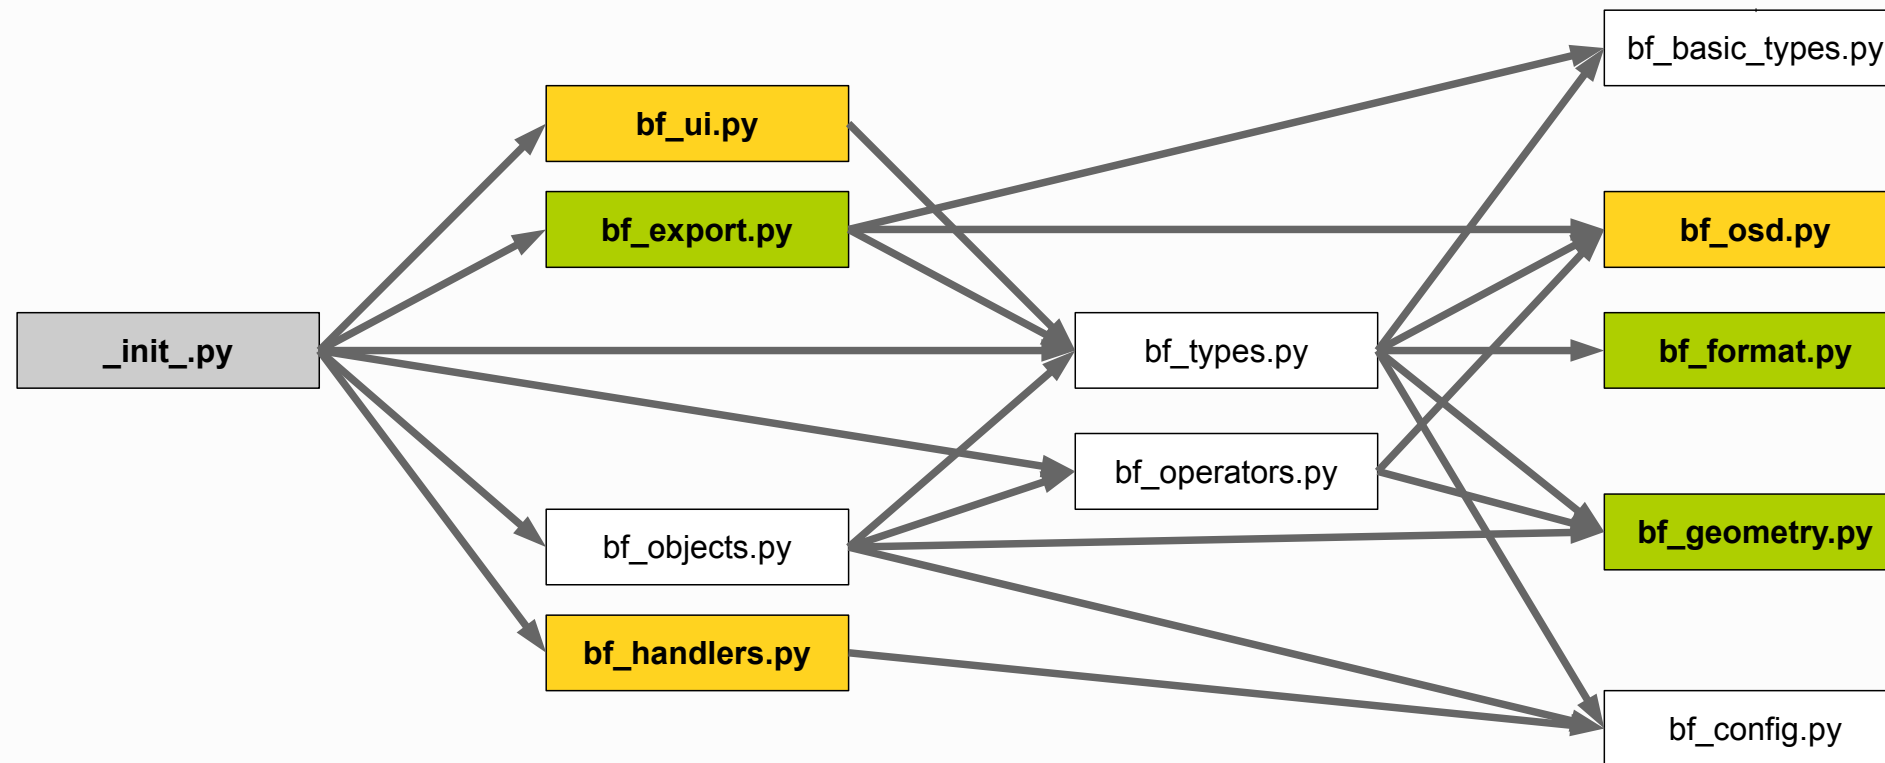 bf_basic_types.py
bf_ui.py
bf_export.py
bf_osd.py
_init_.py
bf_types.py
bf_format.py
bf_operators.py
bf_objects.py
bf_geometry.py
bf_handlers.py
bf_config.py